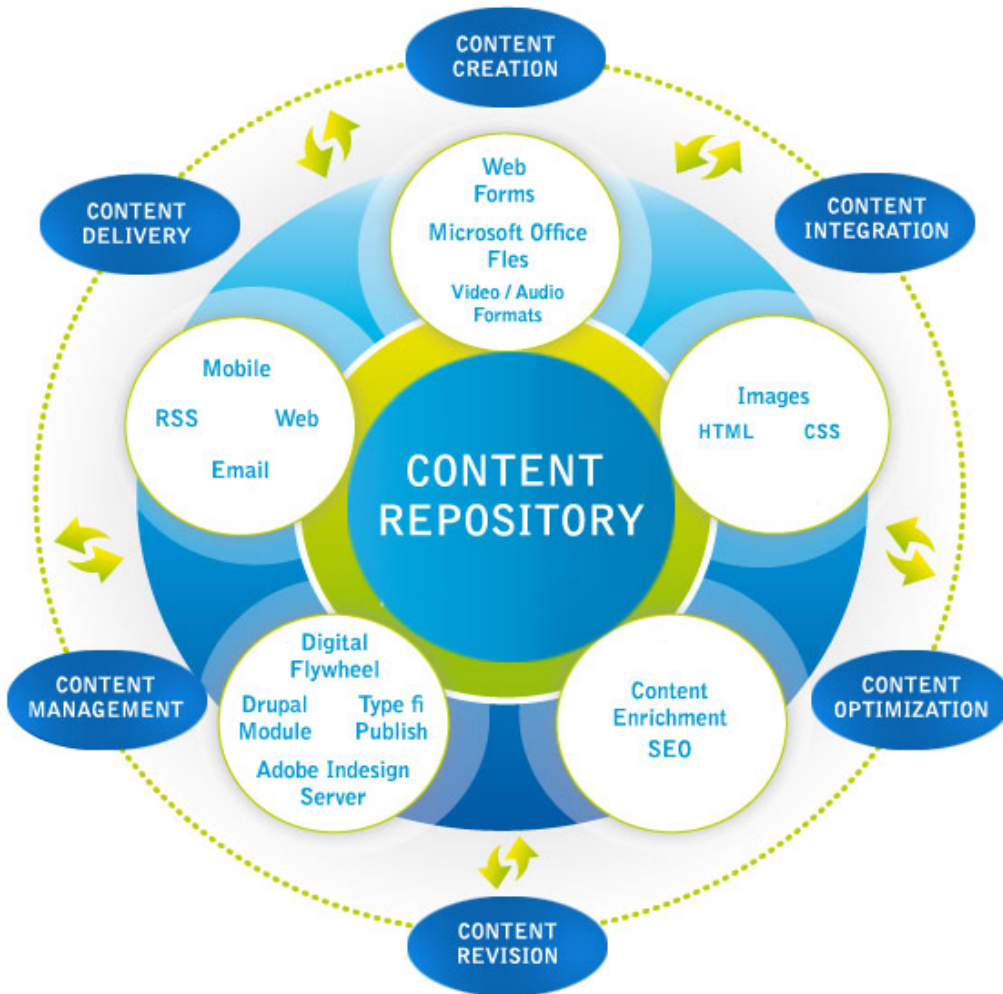 CONTENT
CREATION
CONTENT
DELIVERY
CONTENT
INTEGRATION
Web
Forms
Microsoft Office
Fles
Video / Audio
Formats
Mobile
RSS Web
Email
Images
HTML CSS
CONTENT
REPOSITORY
Digital
Flywheel
Drupal
Module
Type fi
Publish
Adobe Indesign
Server
Content
Enrichment
SEO
CONTENT
MANAGEMENT
CONTENT
OPTIMIZATION
CONTENT
REVISION